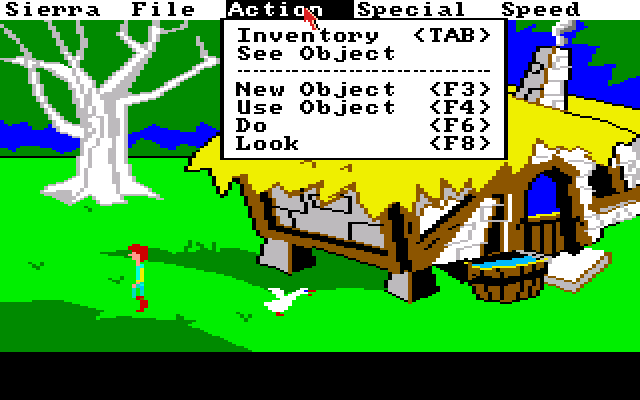 Sierra File Action Special Speed
Inventory <TAB>
See Object
New Object <F3>
Use Object <F4>
Do <F6>
Look <F8>